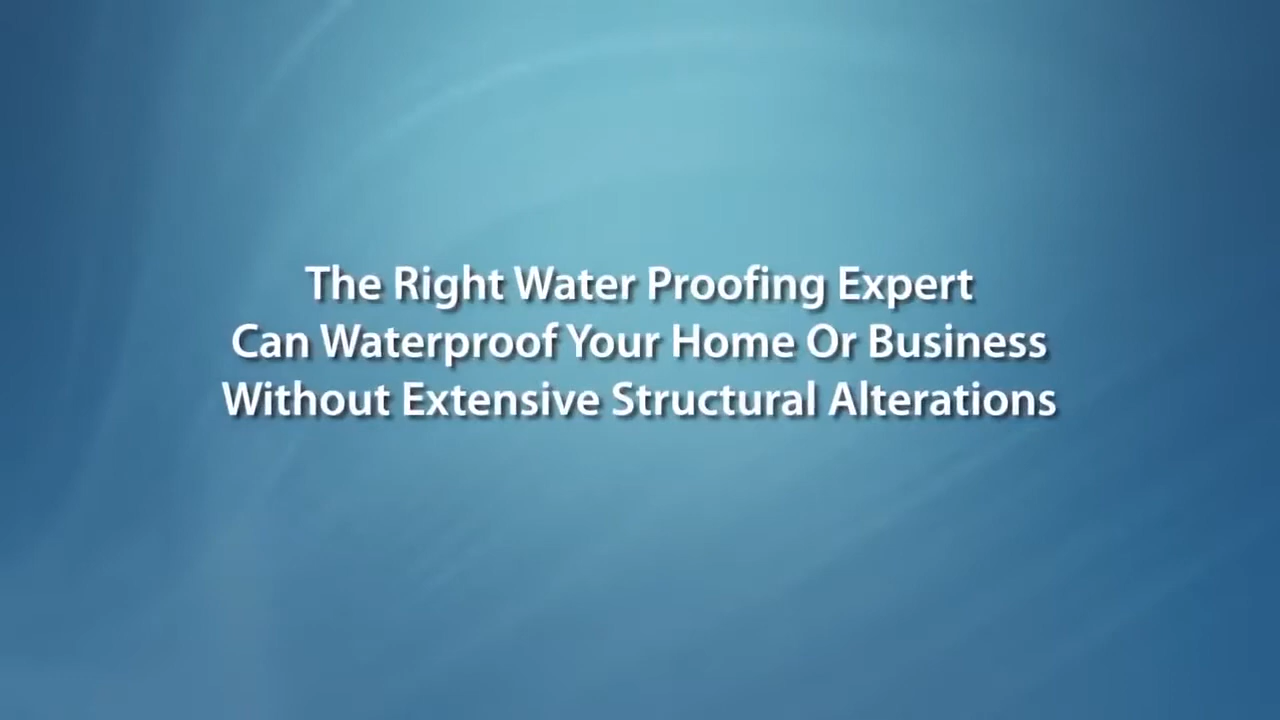 The Right Water Proofing Expert
Can Waterproof Your Home Or Business
Without Extensive Structural Alterations